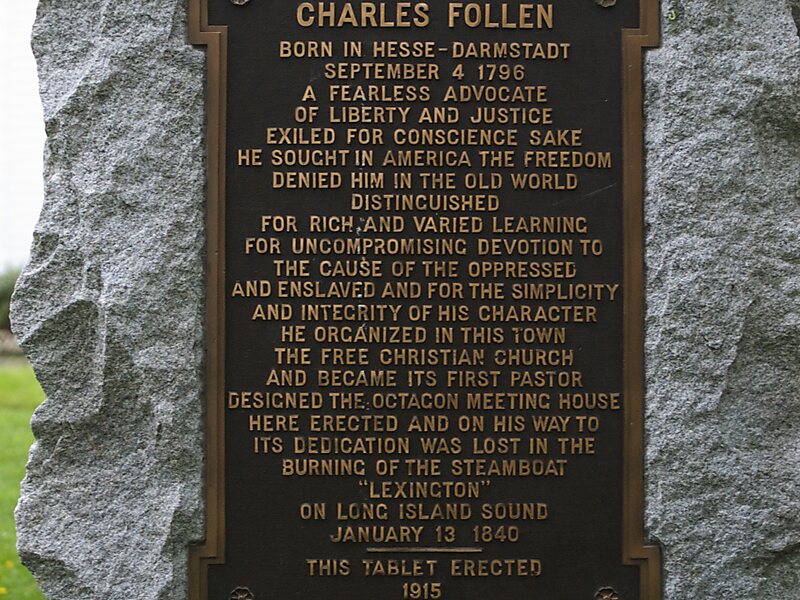 CHARLES FOLLEN
BORN IN HESSE-DARMSTADT
SEPTEMBER 4 1796
A FEARLESS ADVOCATE
OF LIBERTY AND JUSTICE
EXILED FOR CONSCIENCE SAKE
HE SOUGHT IN AMERICA THE FREEDOM
DENIED HIM IN THE OLD WORLD
DISTINGUISHED
FOR RICH AND VARIED LEARNING
FOR UNCOMPROMISING DEVOTION TO
THE CAUSE OF THE OPPRESSED
AND ENSLAVED AND FOR THE SIMPLICITY
AND INTEGRITY OF HIS CHARACTER
HE ORGANIZED IN THIS TOWN
THE FREE CHRISTIAN CHURCH
AND BECAME ITS FIRST PASTOR
DESIGNED THE OCTAGON MEETING HOUSE
HERE ERECTED AND ON HIS WAY TO
ITS DEDICATION WAS LOST IN THE
BURNING OF THE STEAMBOAT
"LEXINGTON"
ON LONG ISLAND SOUND
JANUARY 13 1840
THIS TABLET ERECTED
1915